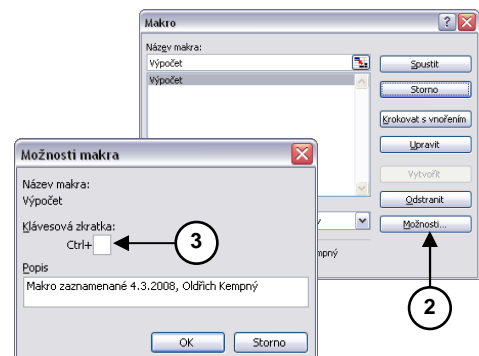 Makro
Název makra:
Výpočet
Výpočet
Spustit
Storno
Krokovat s vnořením
Upravit
Vytvořit
Odstranit
Možnosti...
2
Možnosti makra
Název makra:
Výpočet
Klávesová zkratka:
Ctrl+
3
Popis
Makro zaznamenané 4.3.2008, Oldřich Kempný
OK
Storno